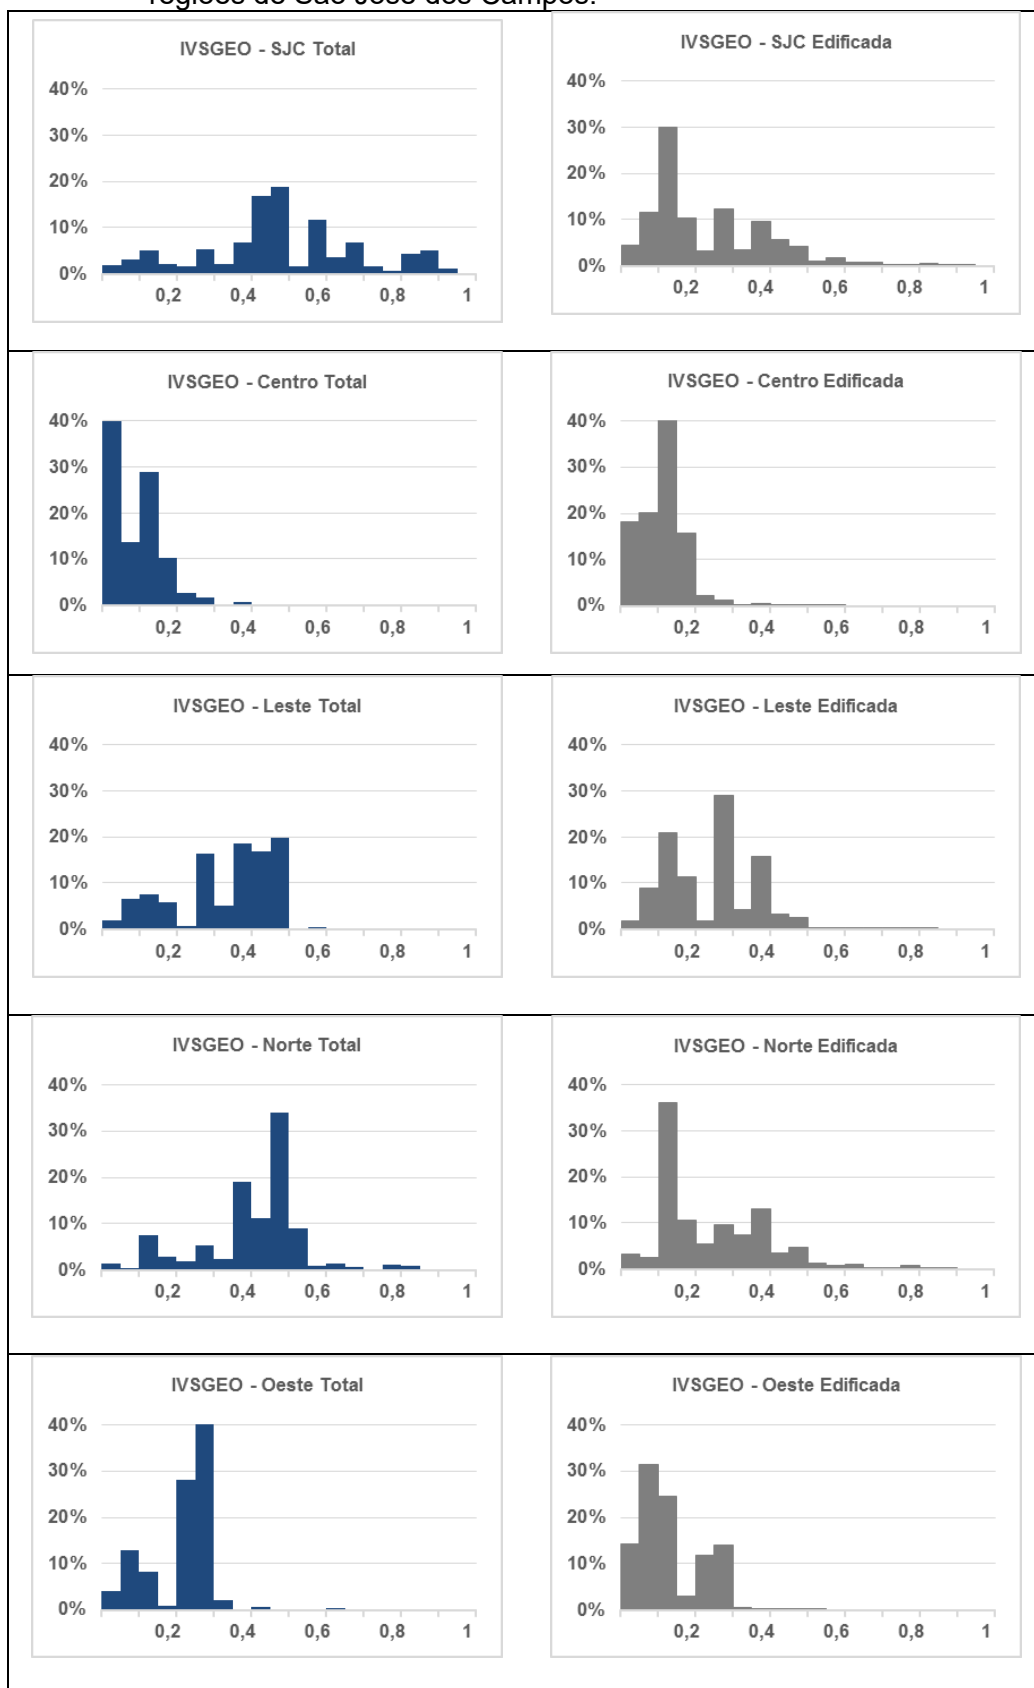 regiões de São José dos Campos.
IVSGEO - SJC Total
40%
30%
20%
10%
0%
0,2 0,4 0,6 0,8 1
IVSGEO - SJC Edificada
40%
30%
20%
10%
0%
0,2 0,4 0,6 0,8 1
IVSGEO - Centro Total
40%
30%
20%
10%
0%
0,2 0,4 0,6 0,8 1
IVSGEO - Centro Edificada
40%
30%
20%
10%
0%
0,2 0,4 0,6 0,8 1
IVSGEO - Leste Total
40%
30%
20%
10%
0%
0,2 0,4 0,6 0,8 1
IVSGEO - Leste Edificada
40%
30%
20%
10%
0%
0,2 0,4 0,6 0,8 1
IVSGEO - Norte Total
40%
30%
20%
10%
0%
0,2 0,4 0,6 0,8 1
IVSGEO - Norte Edificada
40%
30%
20%
10%
0%
0,2 0,4 0,6 0,8 1
IVSGEO - Oeste Total
40%
30%
20%
10%
0%
0,2 0,4 0,6 0,8 1
IVSGEO - Oeste Edificada
40%
30%
20%
10%
0%
0,2 0,4 0,6 0,8 1